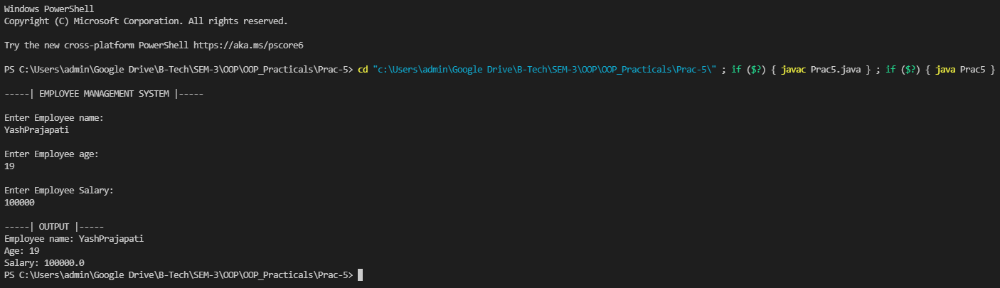 Windows PowerShell
Copyright (C) Microsoft Corporation. All rights reserved.
Try the new cross-platform PowerShell https://aka.ms/pscore6
PS C:\Users\admin\Google Drive\B-Tech\SEM-3\OOP\OOP_Practicals\Prac-5> cd "c:\Users\admin\Google Drive\B-Tech\SEM-3\OOP\OOP_Practicals\Prac-5\" ; if ($?) { javac Prac5.java } ; if ($?) { java Prac5 }
-----| EMPLOYEE MANAGEMENT SYSTEM |-----
Enter Employee name:
YashPrajapati
Enter Employee age:
19
Enter Employee Salary:
100000
-----| OUTPUT |-----
Employee name: YashPrajapati
Age: 19
Salary: 100000.0
PS C:\Users\admin\Google Drive\B-Tech\SEM-3\OOP\OOP_Practicals\Prac-5>